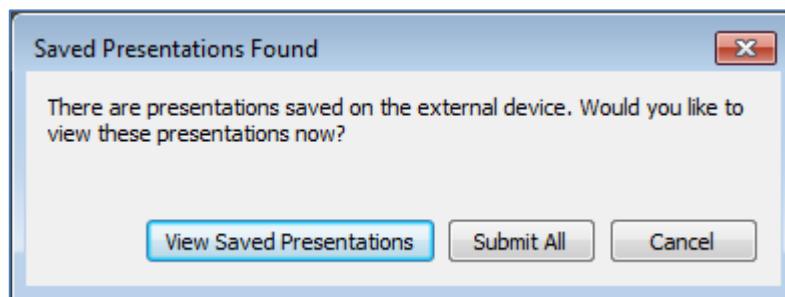 Saved Presentations Found
There are presentations saved on the external device. Would you like to
view these presentations now?
View Saved Presentations
Submit All
Cancel